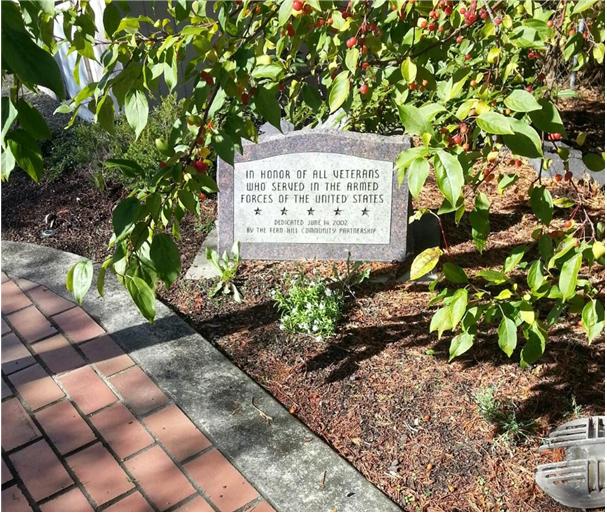 IN HONOR OF ALL VETERANS
WHO SERVED IN THE ARMED
FORCES OF THE UNITED STATES
★ ★ ★ ★ ★
DEDICATED JUNE 14 2002
BY THE FERN HILL COMMUNITY PARTNERSHIP